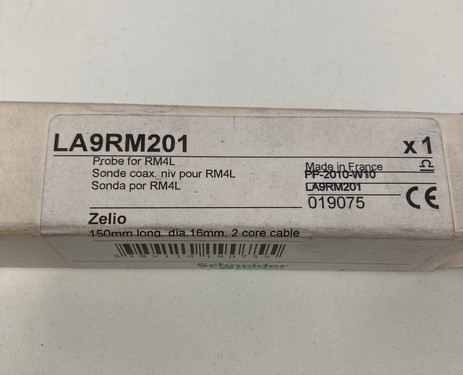 LA9RM201 x 1
Probe for RM4L
Sonde coax. niv pour RM4L
Sonda por RM4L
Made in France
PP-2010-W10
LA9RM201
019075
CE
Zelio
150mm long, dia 16mm, 2 core cable
Schneider